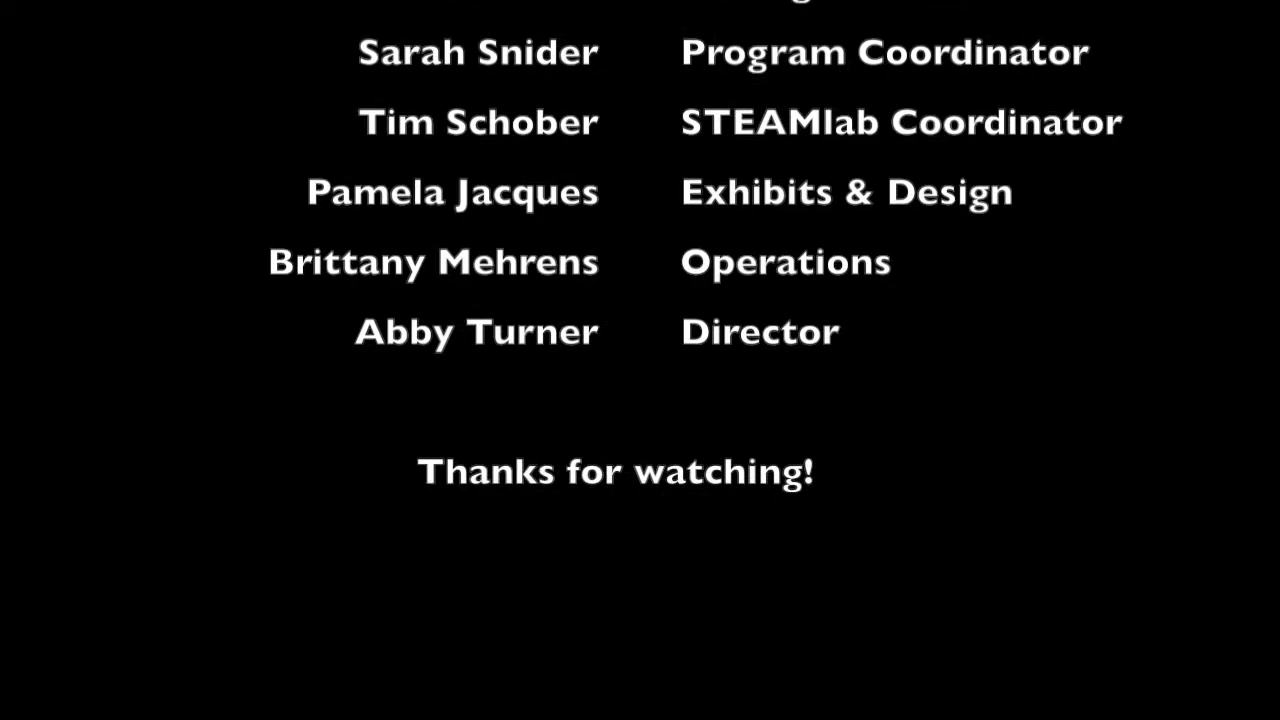 Sarah Snider Program Coordinator
Tim Schober STEAMlab Coordinator
Pamela Jacques Exhibits & Design
Brittany Mehrens Operations
Abby Turner Director
Thanks for watching!